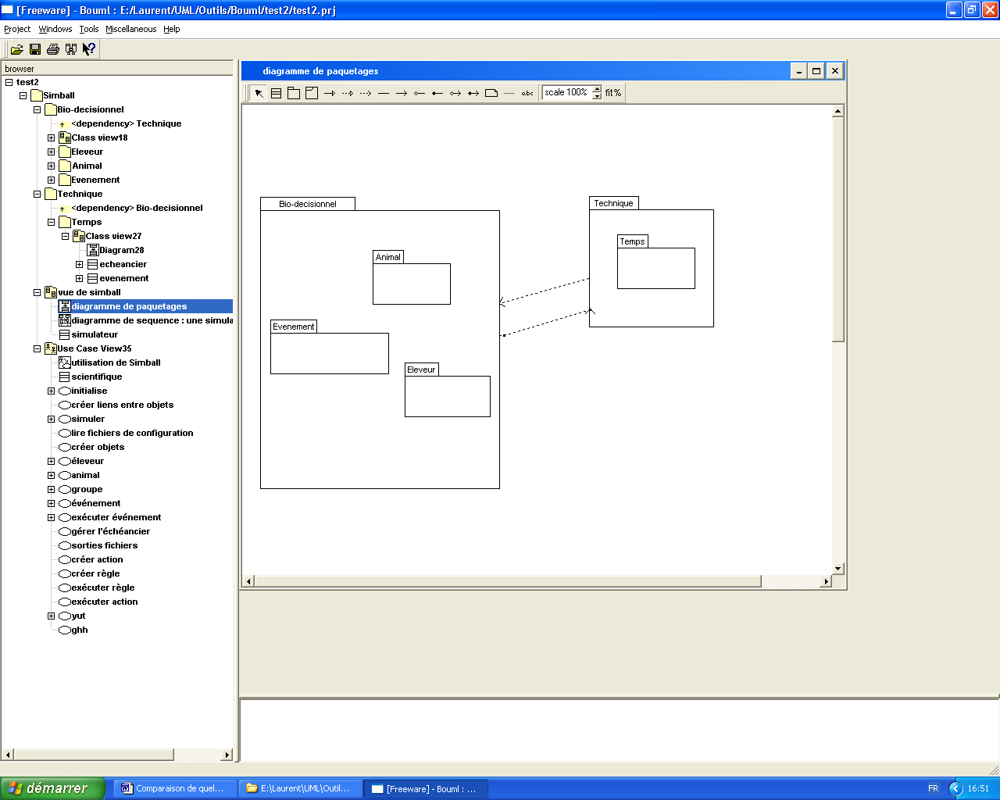 [Freeware] - Bouml : E:/Laurent/UML/Outils/Bouml/test2/test2.prj
Project Windows Tools Miscellaneous Help
browser
test2
Simball
Bio-decisionnel
<dependency> Technique
Class view18
Eleveur
Animal
Evenement
Technique
<dependency> Bio-decisionnel
Temps
Class view27
Diagram28
echeancier
evenement
vue de simball
diagramme de paquetages
diagramme de sequence : une simula
simulateur
Use Case View35
utilisation de Simball
scientifique
initialise
créer liens entre objets
simuler
lire fichiers de configuration
créer objets
éleveur
animal
groupe
événement
exécuter événement
gérer l'échéancier
sorties fichiers
créer action
créer règle
exécuter règle
exécuter action
yut
ghh
diagramme de paquetages
abc scale 100% fit%
Bio-decisionnel
Technique
Temps
Animal
Evenement
Eleveur
démarrer
Comparaison de quel...
E:\Laurent\UML\Outil...
[Freeware] - Bouml : ...
FR
16:51